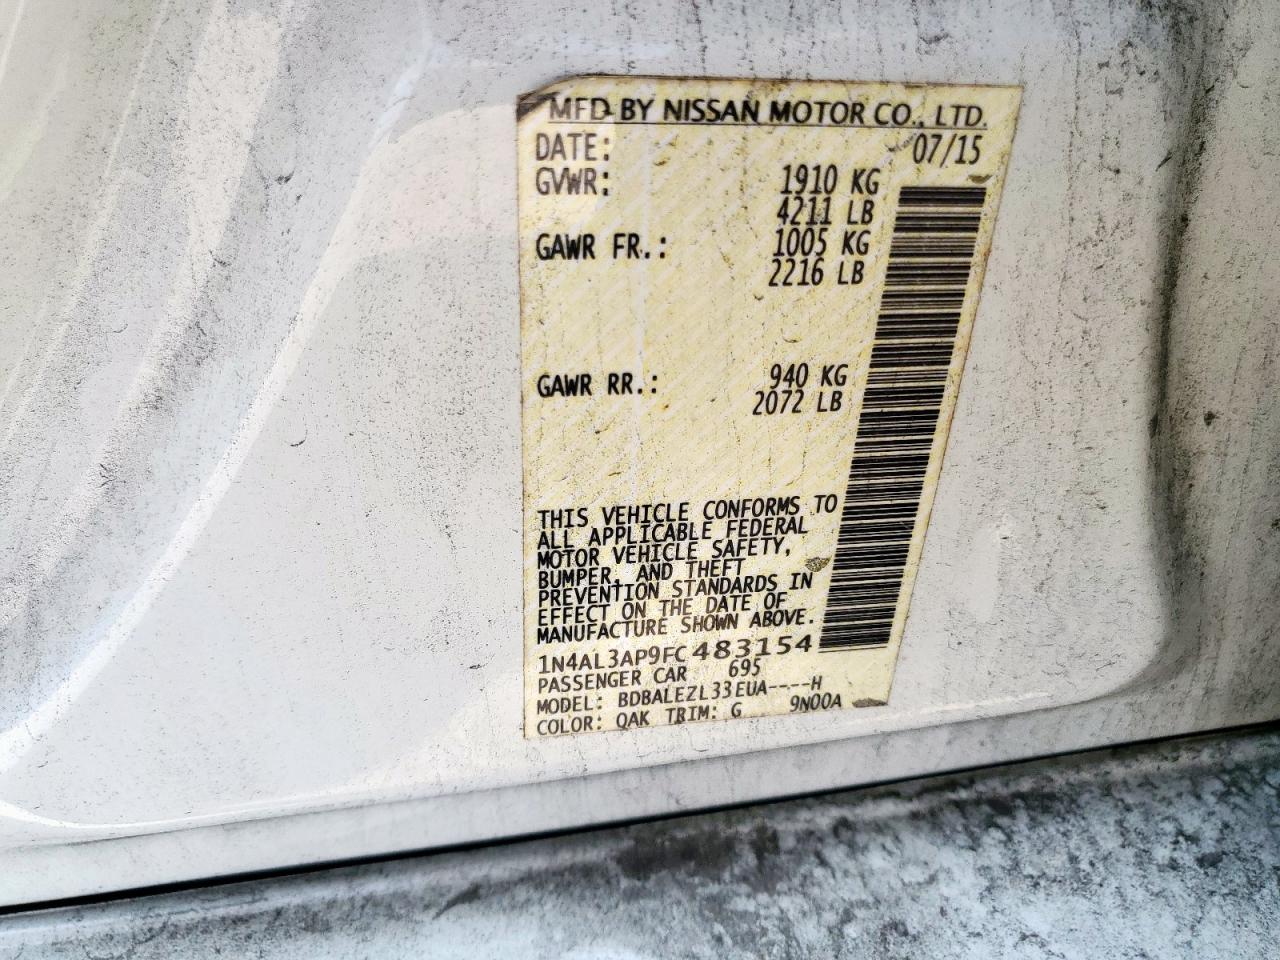 MFD BY NISSAN MOTOR CO., LTD.
DATE: 07/15
GVWR: 1910 KG
4211 LB
GAWR FR.: 1005 KG
2216 LB
GAWR RR.: 940 KG
2072 LB
THIS VEHICLE CONFORMS TO
ALL APPLICABLE FEDERAL
MOTOR VEHICLE SAFETY,
BUMPER, AND THEFT
PREVENTION STANDARDS IN
EFFECT ON THE DATE OF
MANUFACTURE SHOWN ABOVE.
1N4AL3AP9FC483154
PASSENGER CAR 695
MODEL: BDBALEZL33EUA----H
COLOR: QAK TRIM: G 9N00A